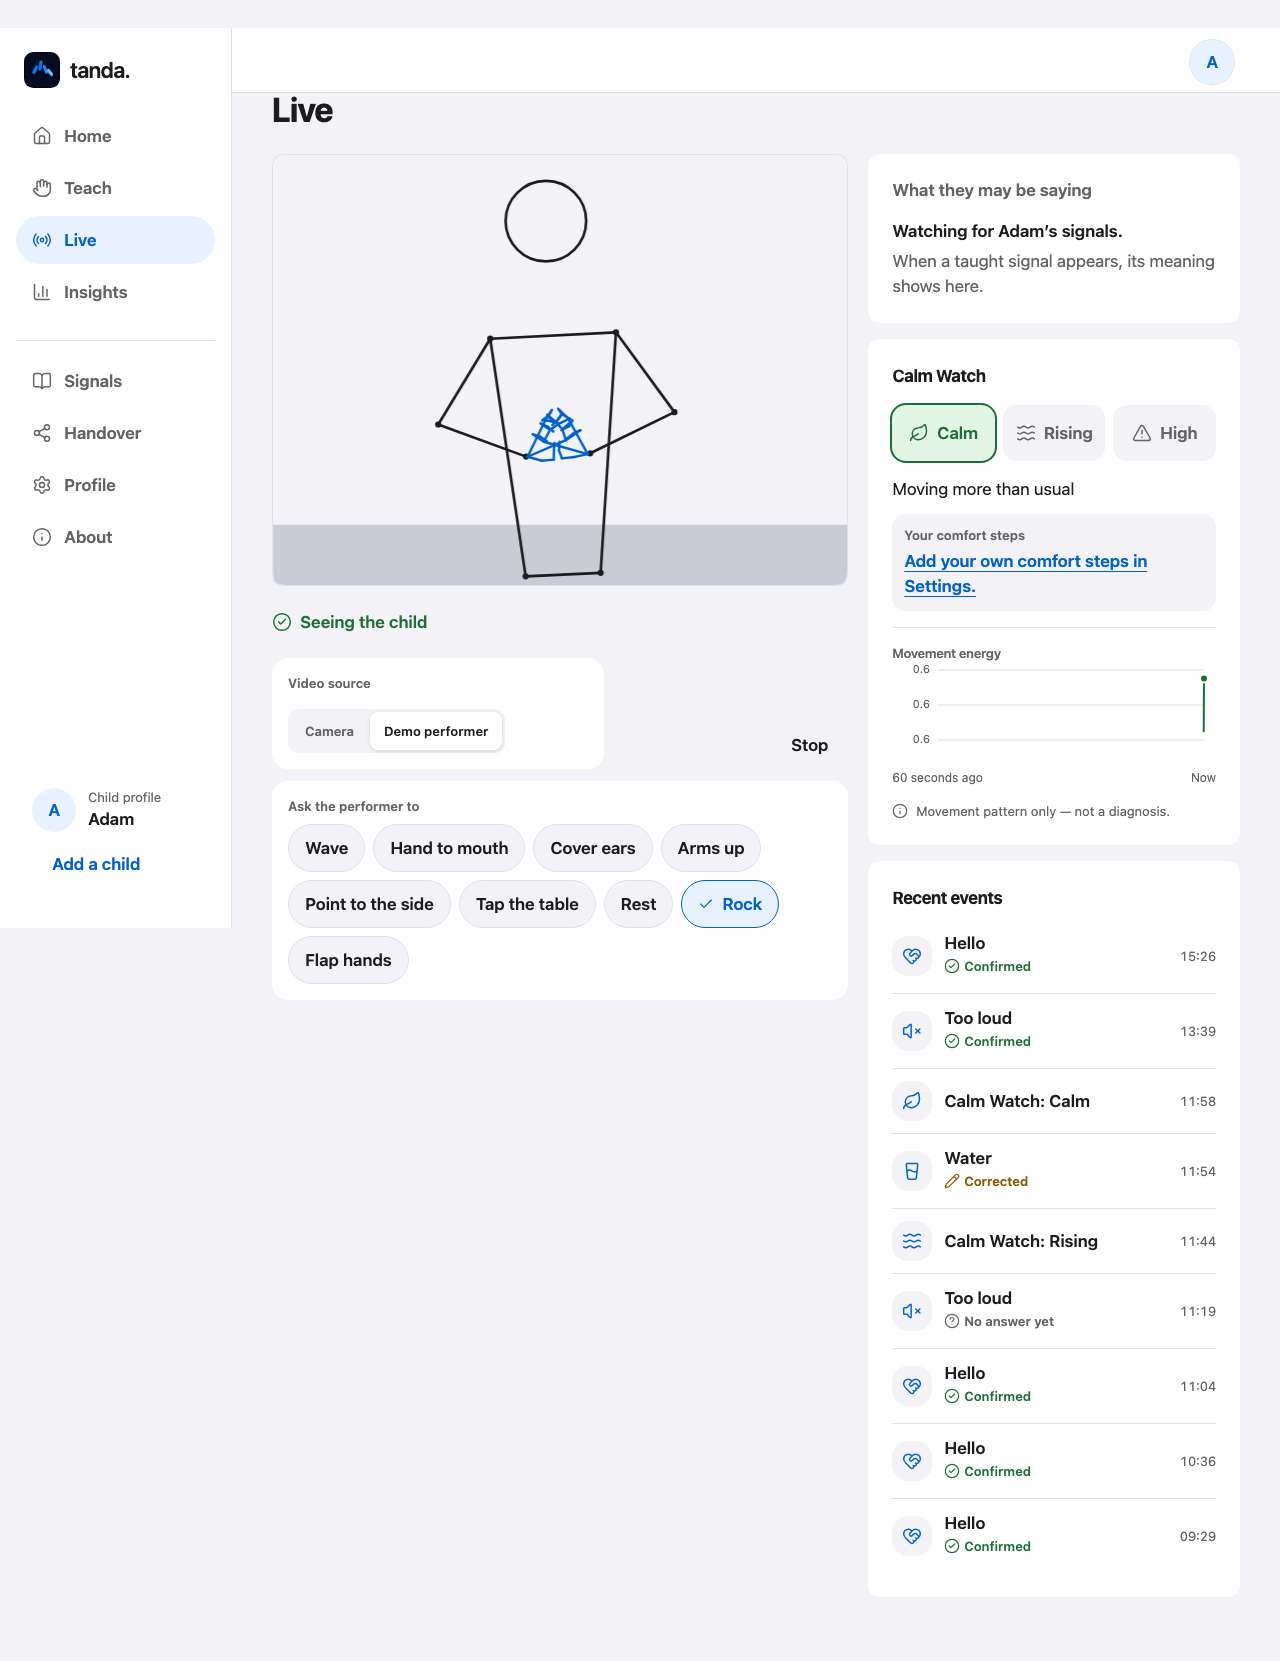 tanda.
A
Home
Teach
Live
Insights
Signals
Handover
Profile
About
A
Child profile
Adam
Add a child
Live
Seeing the child
Video source
Camera
Demo performer
Stop
Ask the performer to
Wave
Hand to mouth
Cover ears
Arms up
Point to the side
Tap the table
Rest
Rock
Flap hands
What they may be saying
Watching for Adam’s signals.
When a taught signal appears, its meaning
shows here.
Calm Watch
Calm
Rising
High
Moving more than usual
Your comfort steps
Add your own comfort steps in
Settings.
Movement energy
0.6
0.6
0.6
60 seconds ago
Now
Movement pattern only — not a diagnosis.
Recent events
Hello
Confirmed
15:26
Too loud
Confirmed
13:39
Calm Watch: Calm
11:58
Water
Corrected
11:54
Calm Watch: Rising
11:44
Too loud
No answer yet
11:19
Hello
Confirmed
11:04
Hello
Confirmed
10:36
Hello
Confirmed
09:29